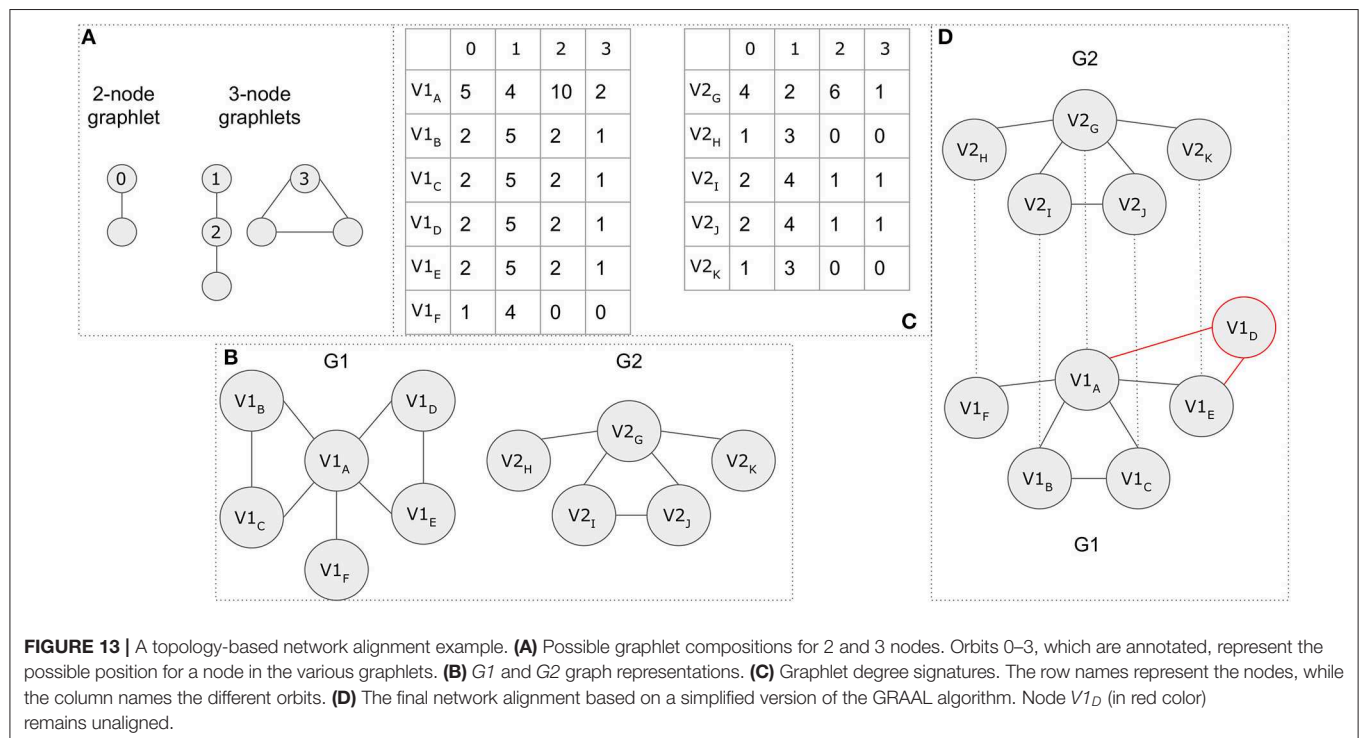 A
2-node
graphlet
3-node
graphlets
0
1
2
3
0 1 2 3
V1A 5 4 10 2
V1B 2 5 2 1
V1C 2 5 2 1
V1D 2 5 2 1
V1E 2 5 2 1
V1F 1 4 0 0
0 1 2 3
V2G 4 2 6 1
V2H 1 3 0 0
V2I 2 4 1 1
V2J 2 4 1 1
V2K 1 3 0 0
C
B
G1
V1B
V1D
V1A
V1C
V1E
V1F
G2
V2G
V2H
V2K
V2I
V2J
D
G2
V2G
V2H
V2K
V2I
V2J
V1D
V1A
V1F
V1E
V1B
V1C
G1
FIGURE 13 | A topology-based network alignment example. (A) Possible graphlet compositions for 2 and 3 nodes. Orbits 0–3, which are annotated, represent the
possible position for a node in the various graphlets. (B) G1 and G2 graph representations. (C) Graphlet degree signatures. The row names represent the nodes, while
the column names the different orbits. (D) The final network alignment based on a simplified version of the GRAAL algorithm. Node V1D (in red color)
remains unaligned.